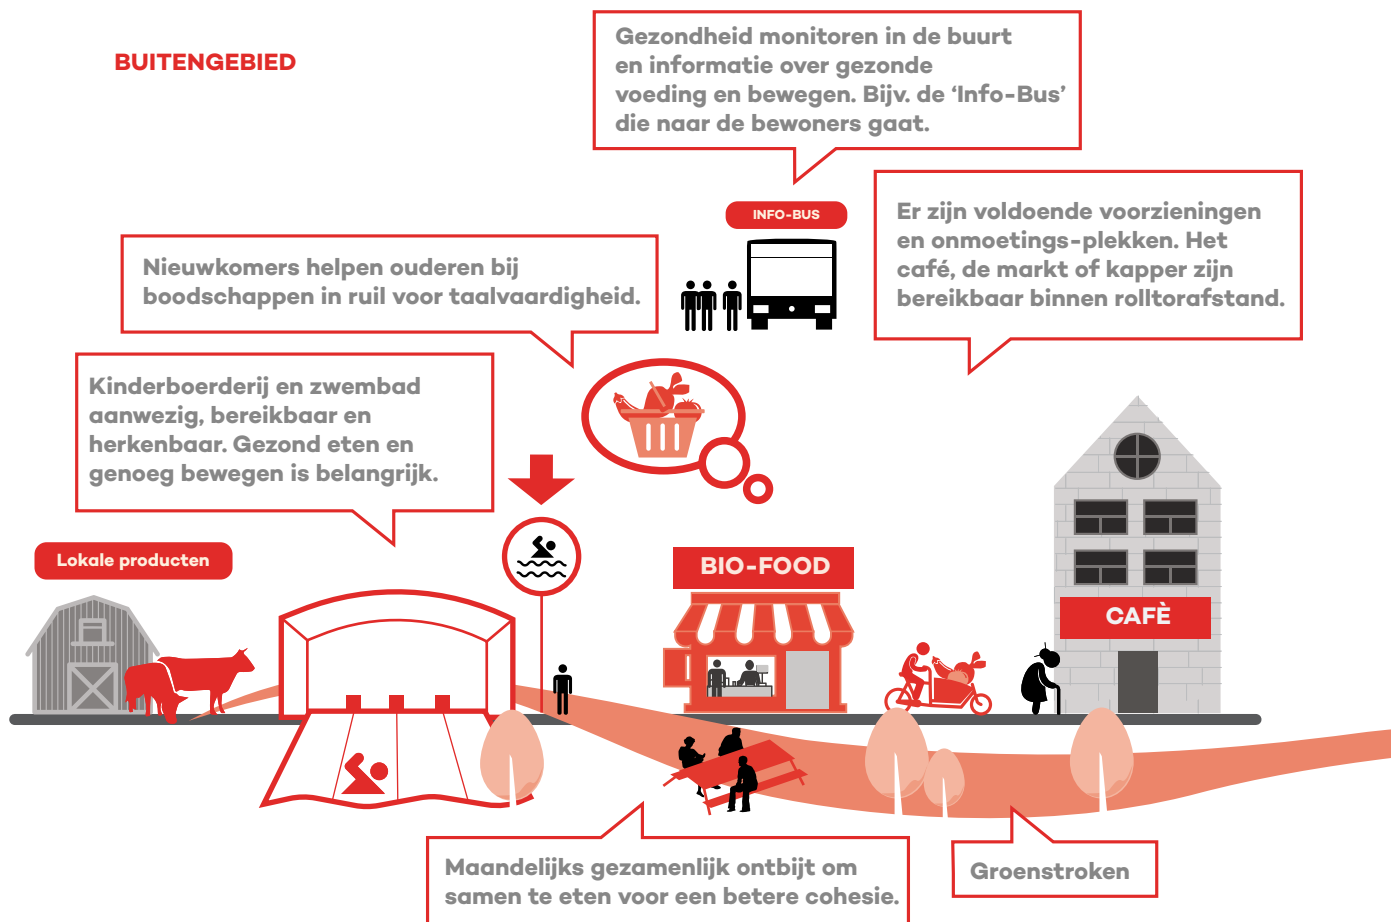 BUITENGEBIED
Gezondheid monitoren in de buurt
en informatie over gezonde
voeding en bewegen. Bijv. de ‘Info-Bus’
die naar de bewoners gaat.
INFO-BUS
Er zijn voldoende voorzieningen
en onmoetings-plekken. Het
café, de markt of kapper zijn
bereikbaar binnen rolltorafstand.
Nieuwkomers helpen ouderen bij
boodschappen in ruil voor taalvaardigheid.
Kinderboerderij en zwembad
aanwezig, bereikbaar en
herkenbaar. Gezond eten en
genoeg bewegen is belangrijk.
Lokale producten
BIO-FOOD
CAFÈ
Maandelijks gezamenlijk ontbijt om
samen te eten voor een betere cohesie.
Groenstroken